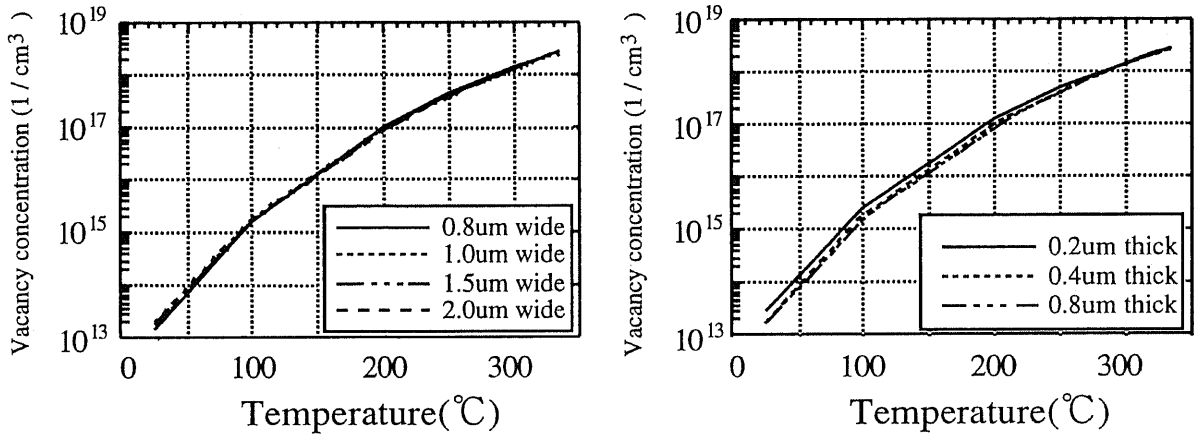 10^19
10^17
10^15
10^13
Vacancy concentration (1 / cm^3 )
0 100 200 300
Temperature(℃)
0.8um wide
1.0um wide
1.5um wide
2.0um wide
10^19
10^17
10^15
10^13
Vacancy concentration (1 / cm^3 )
0 100 200 300
Temperature(℃)
0.2um thick
0.4um thick
0.8um thick